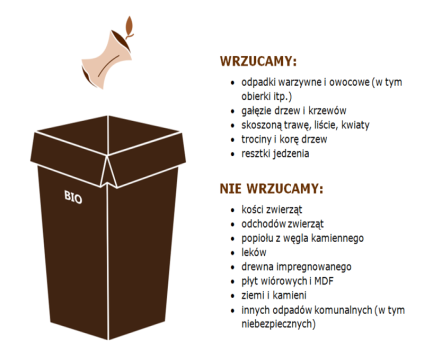 WRZUCAMY:
• odpadki warzywne i owocowe (w tym
obierki itp.)
• gałęzie drzew i krzewów
• skoszoną trawę, liście, kwiaty
• trociny i korę drzew
• resztki jedzenia
BIO
NIE WRZUCAMY:
• kości zwierząt
• odchodów zwierząt
• popiołu z węgla kamiennego
• leków
• drewna impregnowanego
• płyt wiórowych i MDF
• ziemi i kamieni
• innych odpadów komunalnych (w tym
niebezpiecznych)